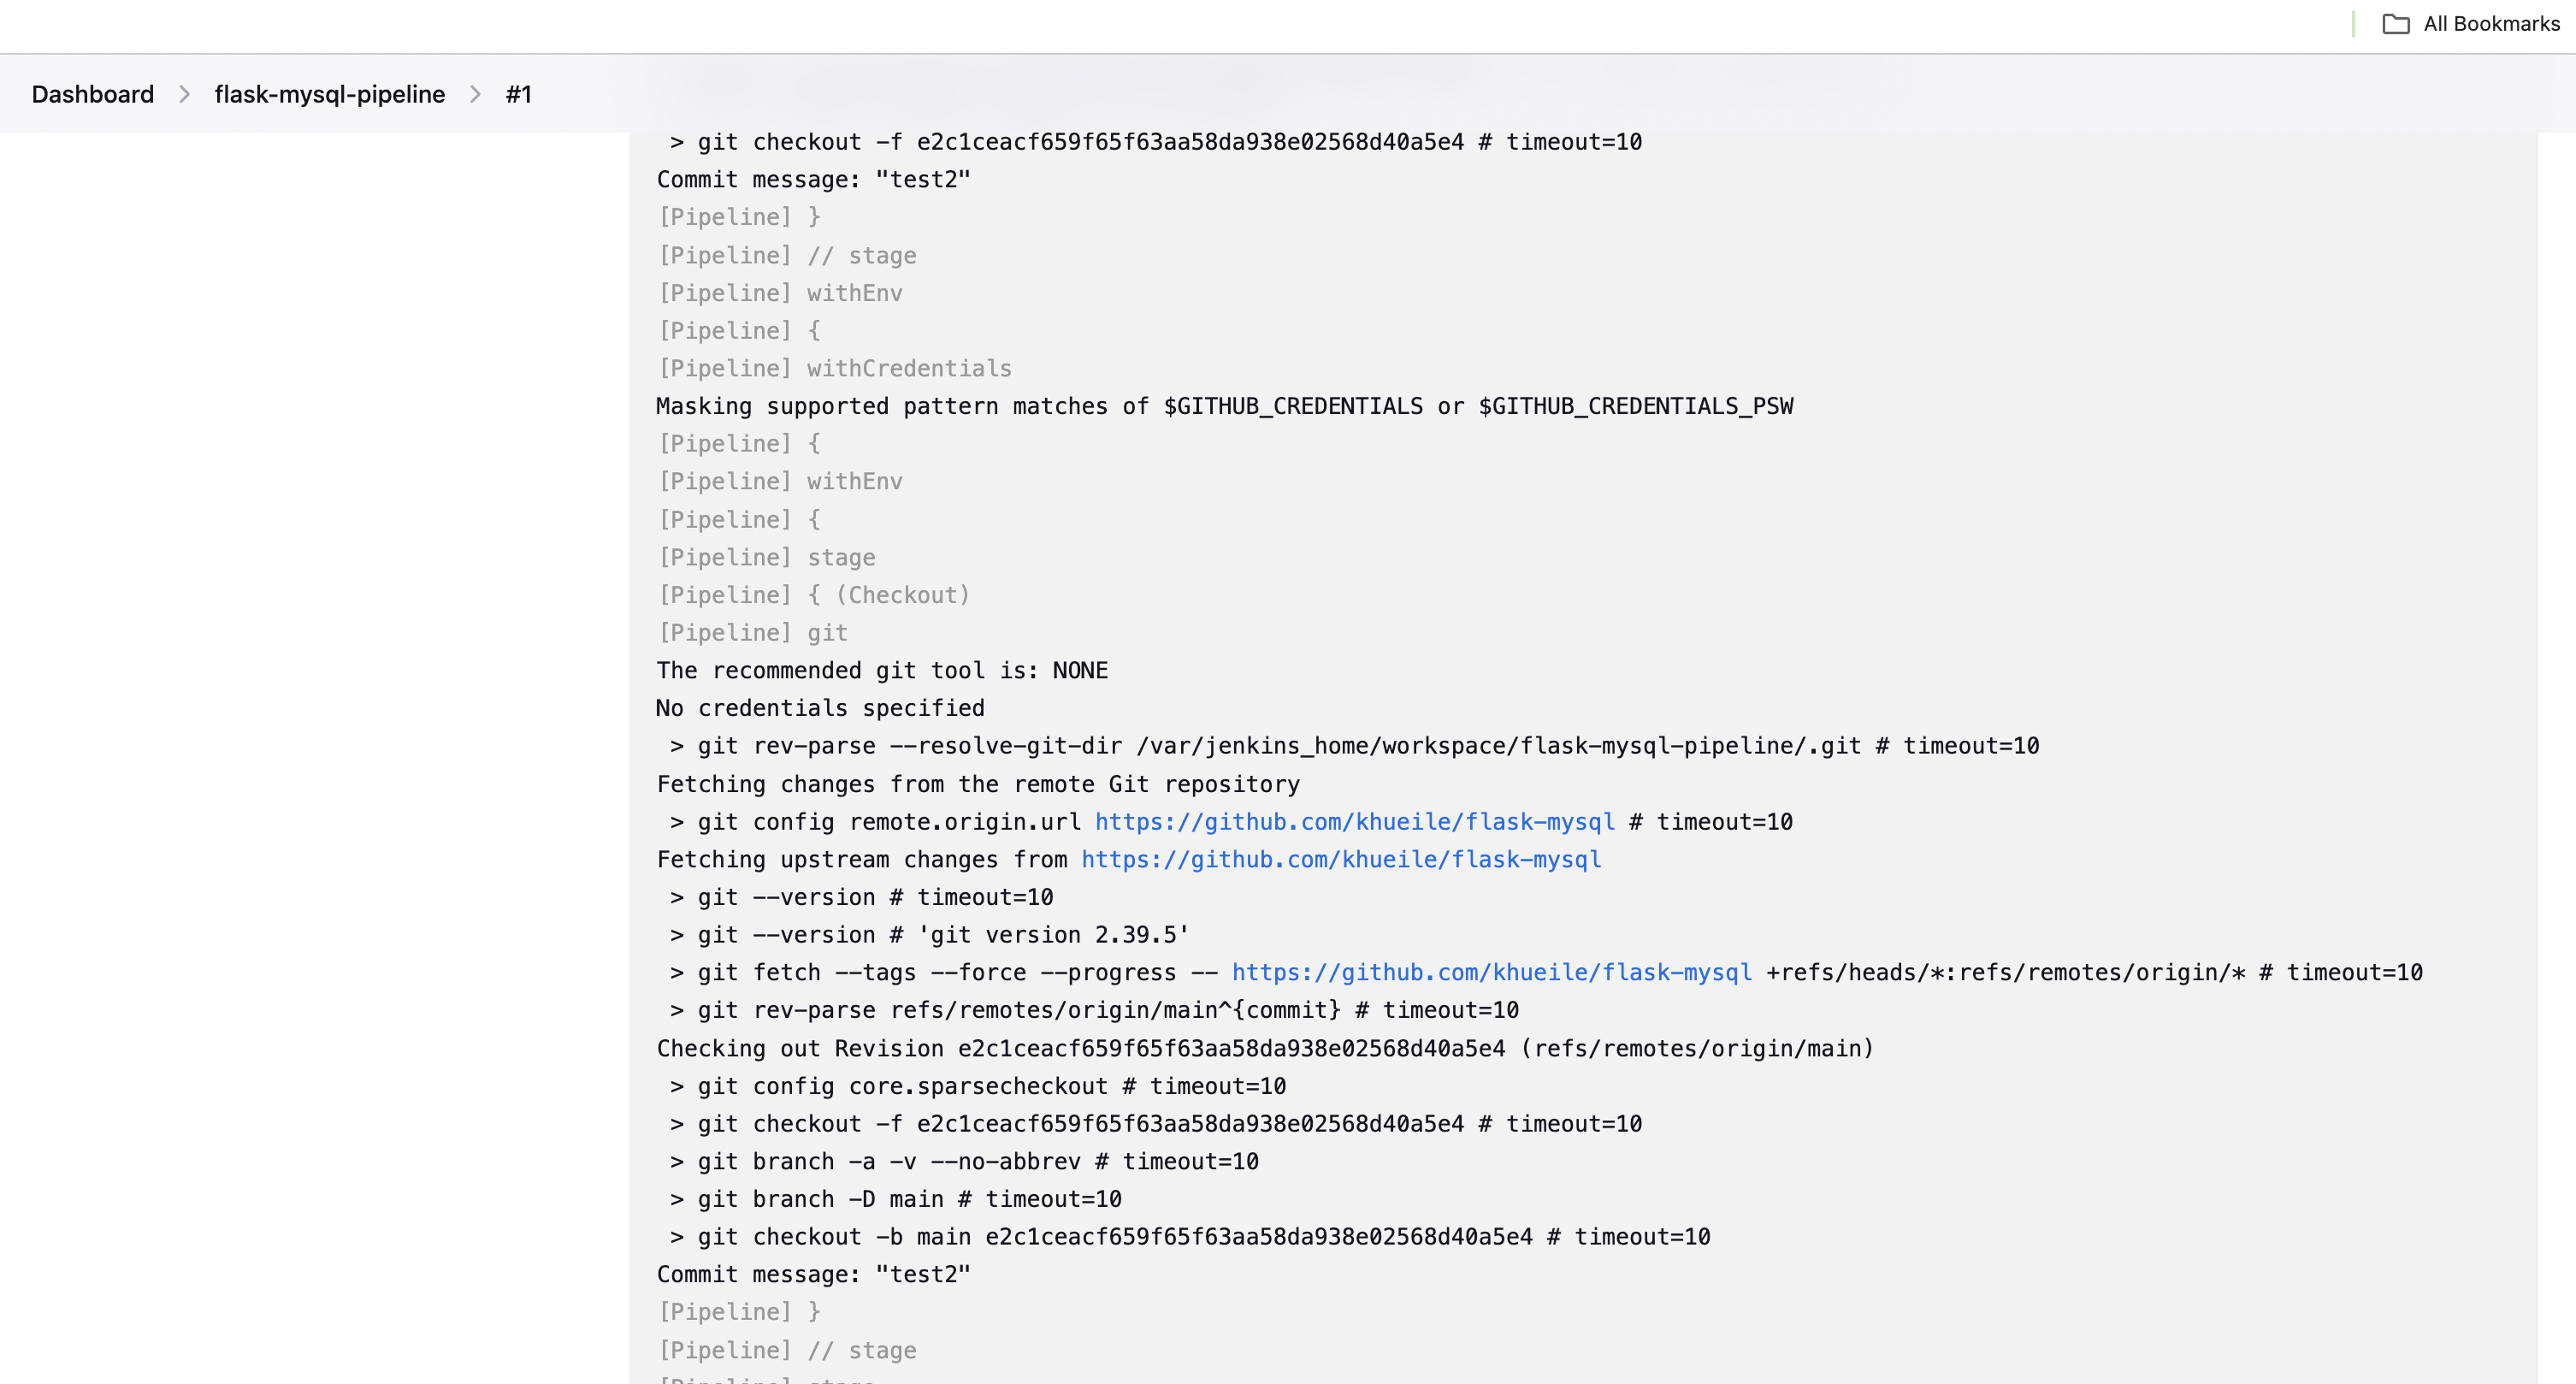 All Bookmarks
Dashboard > flask-mysql-pipeline > #1
> git checkout -f e2c1ceacf659f65f63aa58da938e02568d40a5e4 # timeout=10
Commit message: "test2"
[Pipeline] }
[Pipeline] // stage
[Pipeline] withEnv
[Pipeline] {
[Pipeline] withCredentials
Masking supported pattern matches of $GITHUB_CREDENTIALS or $GITHUB_CREDENTIALS_PSW
[Pipeline] {
[Pipeline] withEnv
[Pipeline] {
[Pipeline] stage
[Pipeline] { (Checkout)
[Pipeline] git
The recommended git tool is: NONE
No credentials specified
> git rev-parse --resolve-git-dir /var/jenkins_home/workspace/flask-mysql-pipeline/.git # timeout=10
Fetching changes from the remote Git repository
> git config remote.origin.url https://github.com/khueile/flask-mysql # timeout=10
Fetching upstream changes from https://github.com/khueile/flask-mysql
> git --version # timeout=10
> git --version # 'git version 2.39.5'
> git fetch --tags --force --progress -- https://github.com/khueile/flask-mysql +refs/heads/*:refs/remotes/origin/* # timeout=10
> git rev-parse refs/remotes/origin/main^{commit} # timeout=10
Checking out Revision e2c1ceacf659f65f63aa58da938e02568d40a5e4 (refs/remotes/origin/main)
> git config core.sparsecheckout # timeout=10
> git checkout -f e2c1ceacf659f65f63aa58da938e02568d40a5e4 # timeout=10
> git branch -a -v --no-abbrev # timeout=10
> git branch -D main # timeout=10
> git checkout -b main e2c1ceacf659f65f63aa58da938e02568d40a5e4 # timeout=10
Commit message: "test2"
[Pipeline] }
[Pipeline] // stage